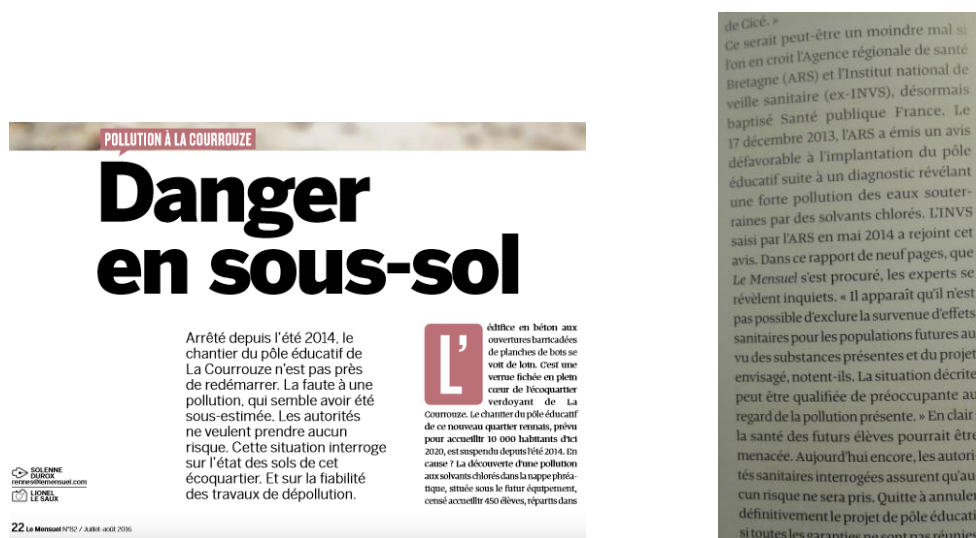 POLLUTION À LA COURROUZE
Danger
en sous-sol
Arrêté depuis l'été 2014, le
chantier du pôle éducatif de
La Courrouze n'est pas près
de redémarrer. La faute à une
pollution, qui semble avoir été
sous-estimée. Les autorités
ne veulent prendre aucun
risque. Cette situation interroge
sur l'état des sols de cet
écoquartier. Et sur la fiabilité
des travaux de dépollution.
SOLENNE
DUROX
rennes@lemensuel.com
LIONEL
LE SAUX
L'édifice en béton aux
ouvertures barricadées
de planches de bois se
voit de loin. C'est une
verrue fichée en plein
cœur de l'écoquartier
verdoyant de La
Courrouze. Le chantier du pôle éducatif
de ce nouveau quartier rennais, prévu
pour accueillir 10 000 habitants d'ici
2020, est suspendu depuis l'été 2014. En
cause ? La découverte d'une pollution
aux solvants chlorés dans la nappe phréa-
tique, située sous le futur équipement,
censé accueillir 450 élèves, répartis dans
22 Le Mensuel N°82 / Juillet-août 2016
de Cicé. »
Ce serait peut-être un moindre mal si
l'on en croit l'Agence régionale de santé
Bretagne (ARS) et l'Institut national de
veille sanitaire (ex-INVS), désormais
baptisé Santé publique France. Le
17 décembre 2013, l'ARS a émis un avis
défavorable à l'implantation du pôle
éducatif suite à un diagnostic révélant
une forte pollution des eaux souter-
raines par des solvants chlorés. L'INVS
saisi par l'ARS en mai 2014 a rejoint cet
avis. Dans ce rapport de neuf pages, que
Le Mensuel s'est procuré, les experts se
révèlent inquiets. « Il apparaît qu'il n'est
pas possible d'exclure la survenue d'effets
sanitaires pour les populations futures au
vu des substances présentes et du projet
envisagé, notent-ils. La situation décrite
peut être qualifiée de préoccupante au
regard de la pollution présente. » En clair
la santé des futurs élèves pourrait être
menacée. Aujourd'hui encore, les autori-
tés sanitaires interrogées assurent qu'au
cun risque ne sera pris. Quitte à annuler
définitivement le projet de pôle éducati
si toutes les garanties ne sont pas réunies